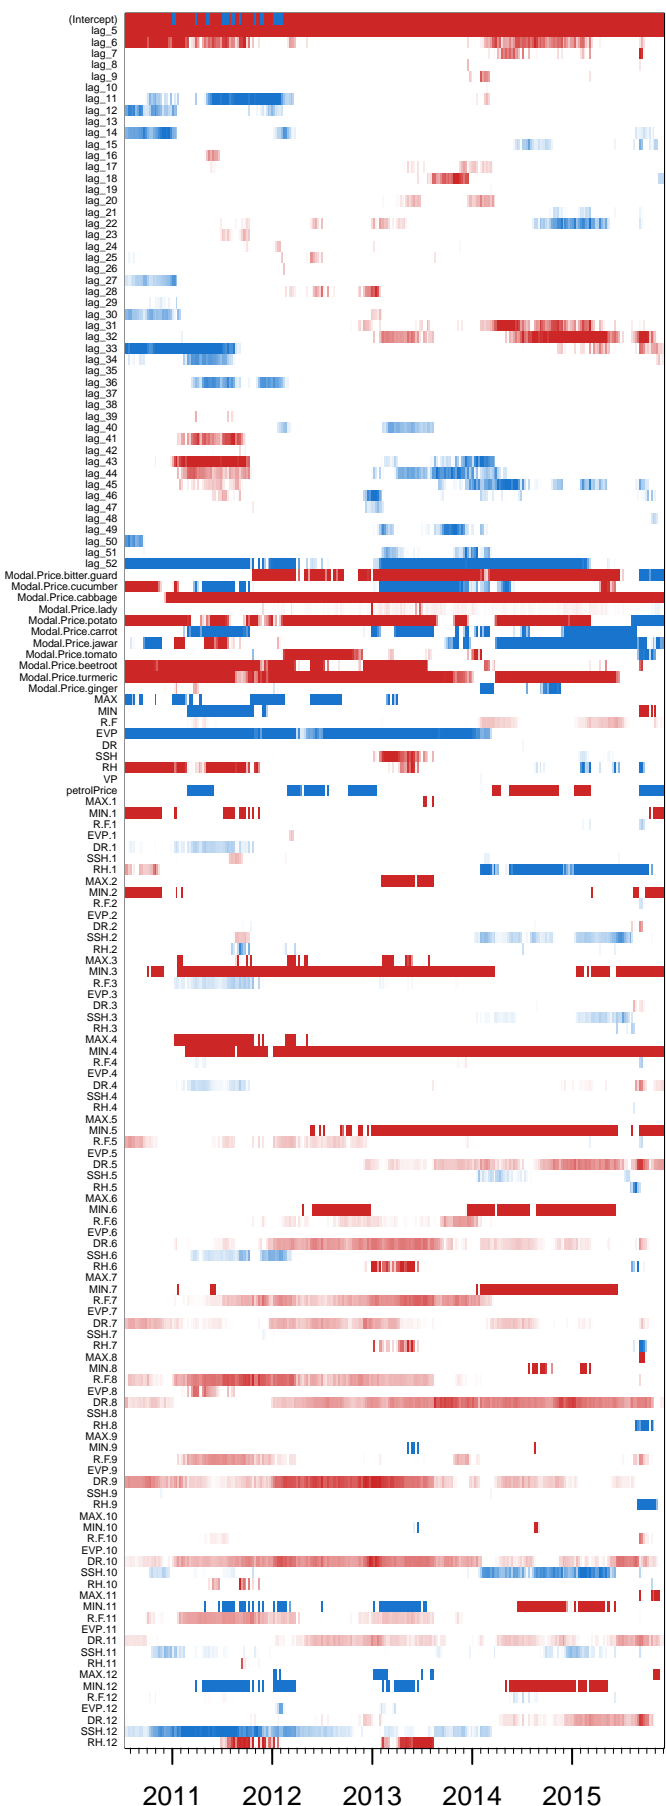 (Intercept)
lag_5
lag_6
lag_7
lag_8
lag_9
lag_10
lag_11
lag_12
lag_13
lag_14
lag_15
lag_16
lag_17
lag_18
lag_19
lag_20
lag_21
lag_22
lag_23
lag_24
lag_25
lag_26
lag_27
lag_28
lag_29
lag_30
lag_31
lag_32
lag_33
lag_34
lag_35
lag_36
lag_37
lag_38
lag_39
lag_40
lag_41
lag_42
lag_43
lag_44
lag_45
lag_46
lag_47
lag_48
lag_49
lag_50
lag_51
lag_52
Modal.Price.bitter.guard
Modal.Price.cucumber
Modal.Price.cabbage
Modal.Price.lady
Modal.Price.potato
Modal.Price.carrot
Modal.Price.jawar
Modal.Price.tomato
Modal.Price.beetroot
Modal.Price.turmeric
Modal.Price.ginger
MAX
MIN
R.F
EVP
DR
SSH
RH
VP
petrolPrice
MAX.1
MIN.1
R.F.1
EVP.1
DR.1
SSH.1
RH.1
MAX.2
MIN.2
R.F.2
EVP.2
DR.2
SSH.2
RH.2
MAX.3
MIN.3
R.F.3
EVP.3
DR.3
SSH.3
RH.3
MAX.4
MIN.4
R.F.4
EVP.4
DR.4
SSH.4
RH.4
MAX.5
MIN.5
R.F.5
EVP.5
DR.5
SSH.5
RH.5
MAX.6
MIN.6
R.F.6
EVP.6
DR.6
SSH.6
RH.6
MAX.7
MIN.7
R.F.7
EVP.7
DR.7
SSH.7
RH.7
MAX.8
MIN.8
R.F.8
EVP.8
DR.8
SSH.8
RH.8
MAX.9
MIN.9
R.F.9
EVP.9
DR.9
SSH.9
RH.9
MAX.10
MIN.10
R.F.10
EVP.10
DR.10
SSH.10
RH.10
MAX.11
MIN.11
R.F.11
EVP.11
DR.11
SSH.11
RH.11
MAX.12
MIN.12
R.F.12
EVP.12
DR.12
SSH.12
RH.12
2011 2012 2013 2014 2015